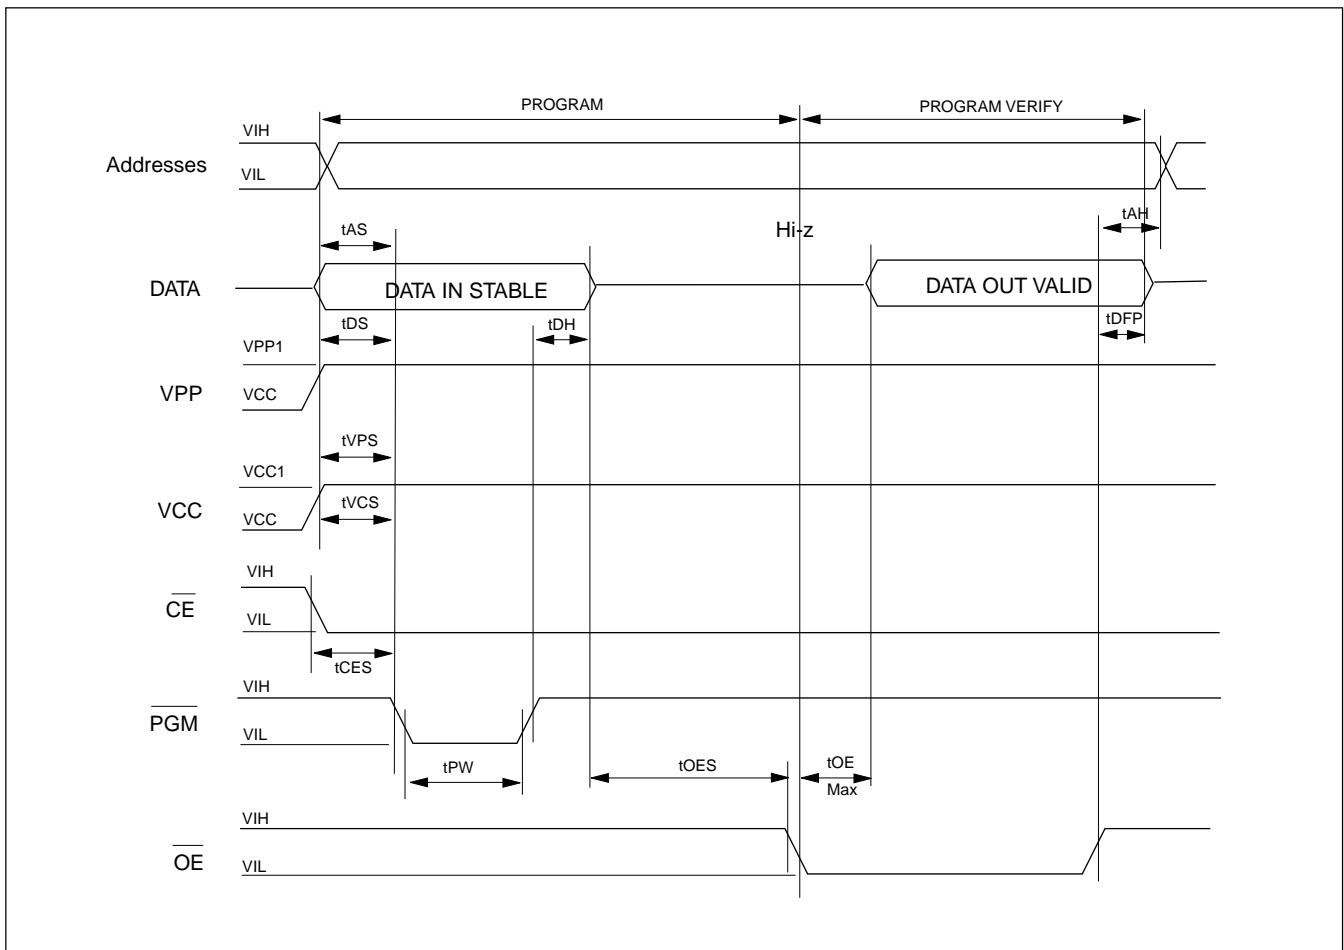 PROGRAM
PROGRAM VERIFY
VIH
Addresses
VIL
tAS
Hi-z
tAH
DATA
DATA IN STABLE
DATA OUT VALID
tDS
tDH
tDFP
VPP1
VPP
VCC
tVPS
VCC1
tVCS
VCC
VCC
VIH
CE
VIL
tCES
VIH
PGM
VIL
tPW
tOES
tOE
Max
VIH
OE
VIL